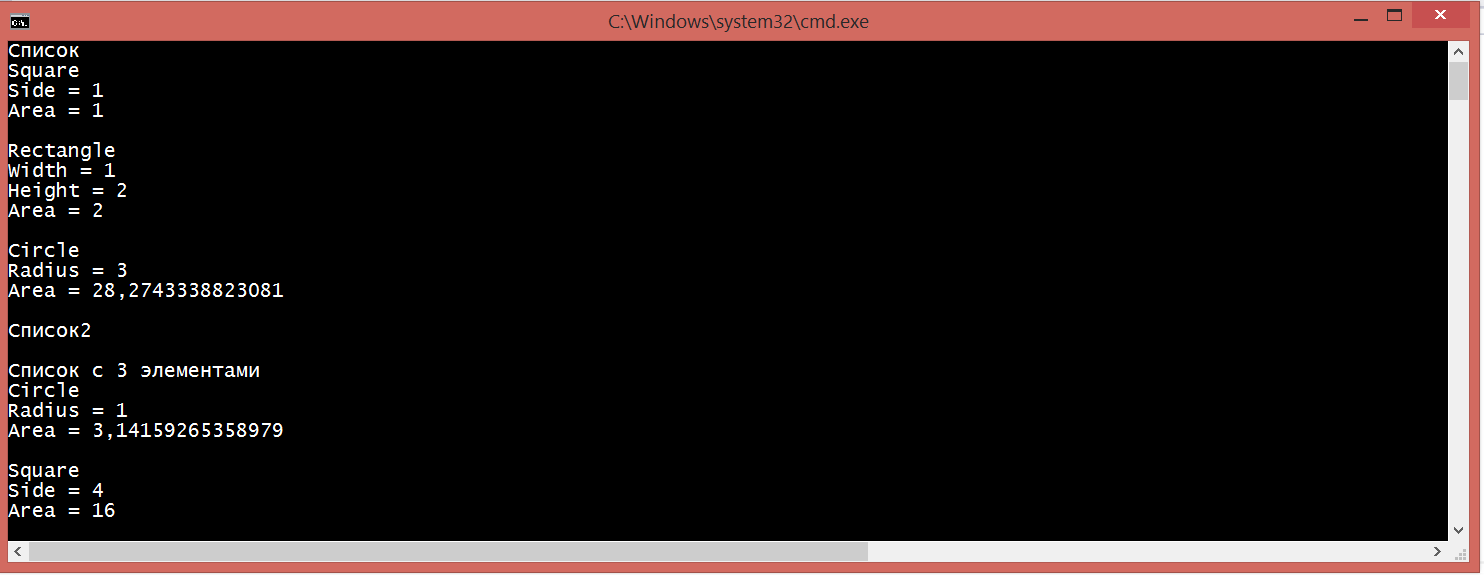 C:\Windows\system32\cmd.exe
Список
Square
Side = 1
Area = 1
Rectangle
Width = 1
Height = 2
Area = 2
Circle
Radius = 3
Area = 28,2743338823081
Список2
Список с 3 элементами
Circle
Radius = 1
Area = 3,14159265358979
Square
Side = 4
Area = 16